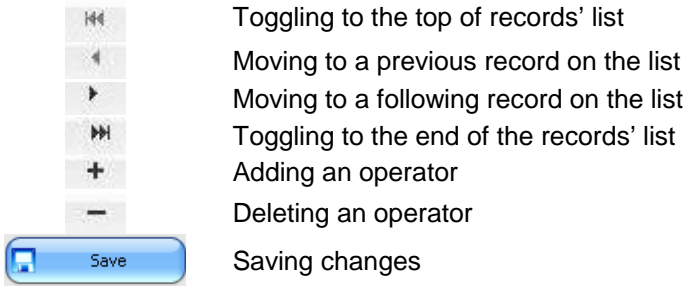 Toggling to the top of records’ list
Moving to a previous record on the list
Moving to a following record on the list
Toggling to the end of the records’ list
Adding an operator
Deleting an operator
Save Saving changes